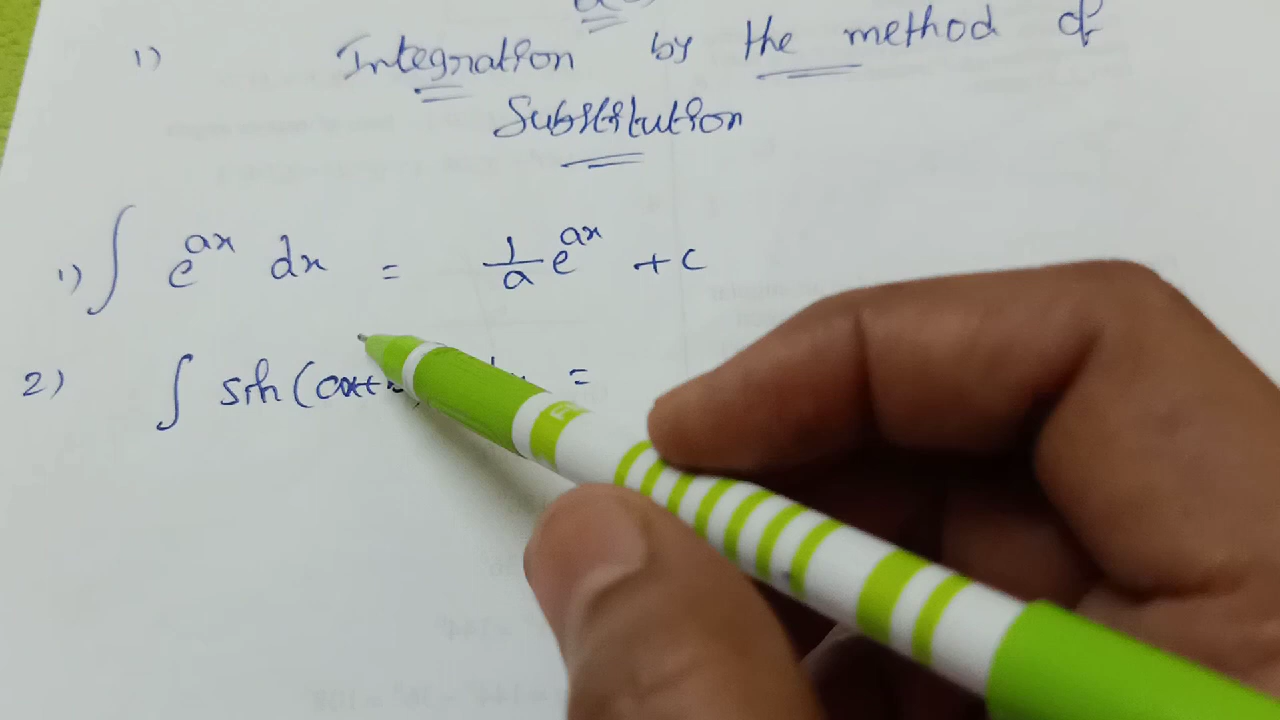 1) Integration by the method of
Substitution
1) ∫ e^{ax} dx = 1/a e^{ax} + c
2) ∫ sin(ax+ =